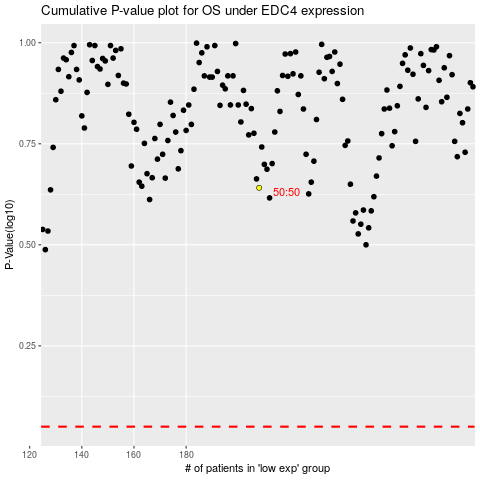 Cumulative P-value plot for OS under EDC4 expression
1.00
0.75
50:50
0.50
0.25
P-Value(log10)
120 140 160 180
# of patients in 'low exp' group